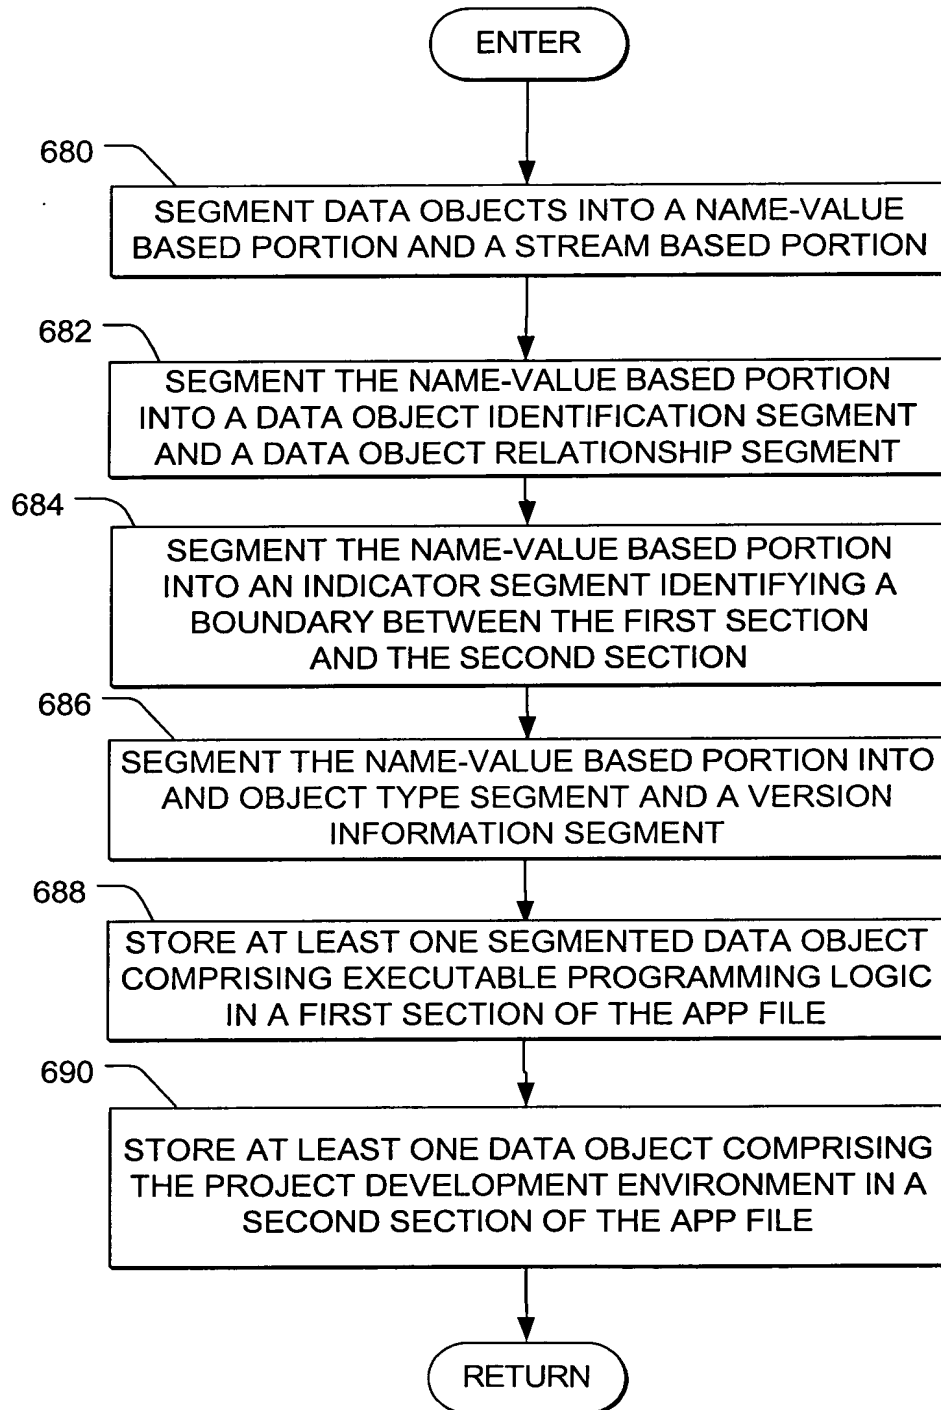 ENTER
680
SEGMENT DATA OBJECTS INTO A NAME-VALUE
BASED PORTION AND A STREAM BASED PORTION
682
SEGMENT THE NAME-VALUE BASED PORTION
INTO A DATA OBJECT IDENTIFICATION SEGMENT
AND A DATA OBJECT RELATIONSHIP SEGMENT
684
SEGMENT THE NAME-VALUE BASED PORTION
INTO AN INDICATOR SEGMENT IDENTIFYING A
BOUNDARY BETWEEN THE FIRST SECTION
AND THE SECOND SECTION
686
SEGMENT THE NAME-VALUE BASED PORTION INTO
AND OBJECT TYPE SEGMENT AND A VERSION
INFORMATION SEGMENT
688
STORE AT LEAST ONE SEGMENTED DATA OBJECT
COMPRISING EXECUTABLE PROGRAMMING LOGIC
IN A FIRST SECTION OF THE APP FILE
690
STORE AT LEAST ONE DATA OBJECT COMPRISING
THE PROJECT DEVELOPMENT ENVIRONMENT IN A
SECOND SECTION OF THE APP FILE
RETURN